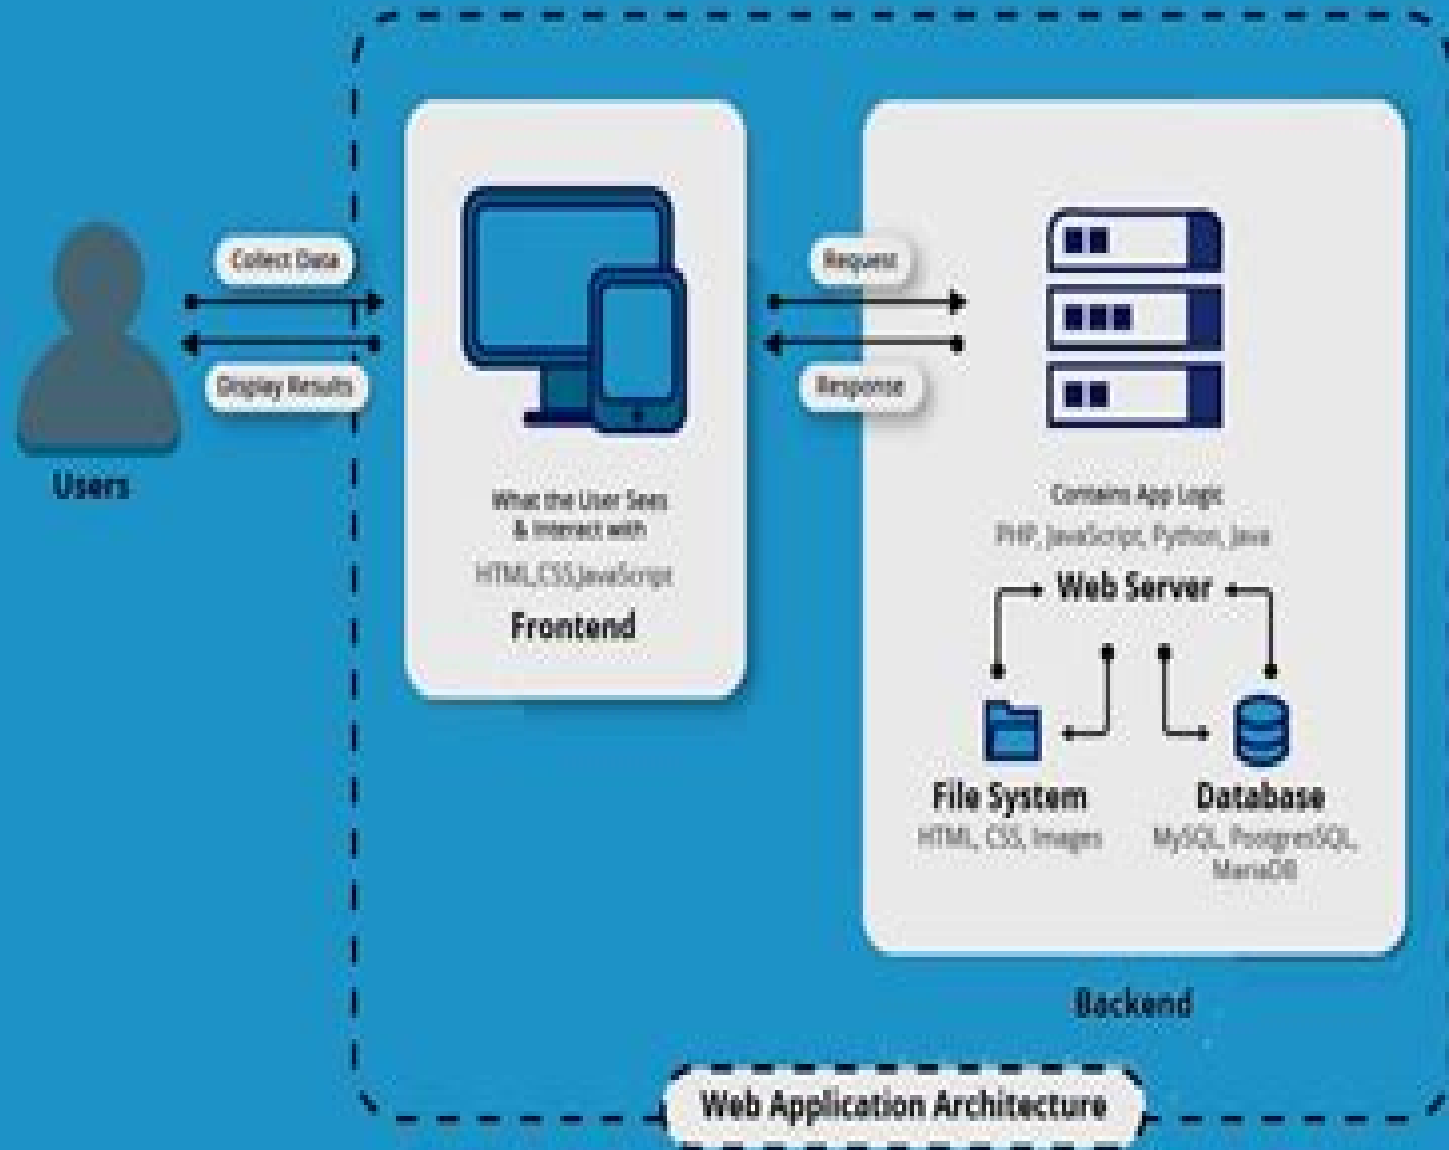 Collect Data
Display Results
Users
What the User Sees
& Interact with
HTML,CSS,JavaScript
Frontend
Request
Response
Contains App Logic
PHP, JavaScript, Python, Java
Web Server
File System
HTML, CSS, Images
Database
MySQL, PostgresSQL,
MariaDB
Backend
Web Application Architecture